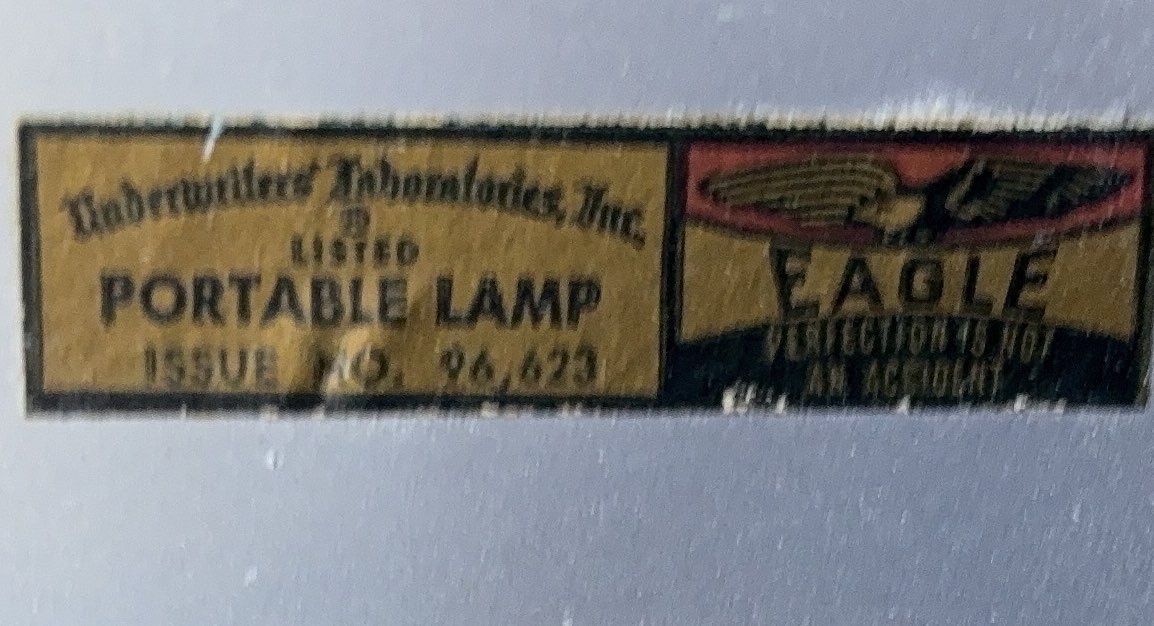 Underwriters' Laboratories, Inc.
LISTED
PORTABLE LAMP
ISSUE NO. 96,623
EAGLE
PERFECTION IS NOT
AN ACCIDENT